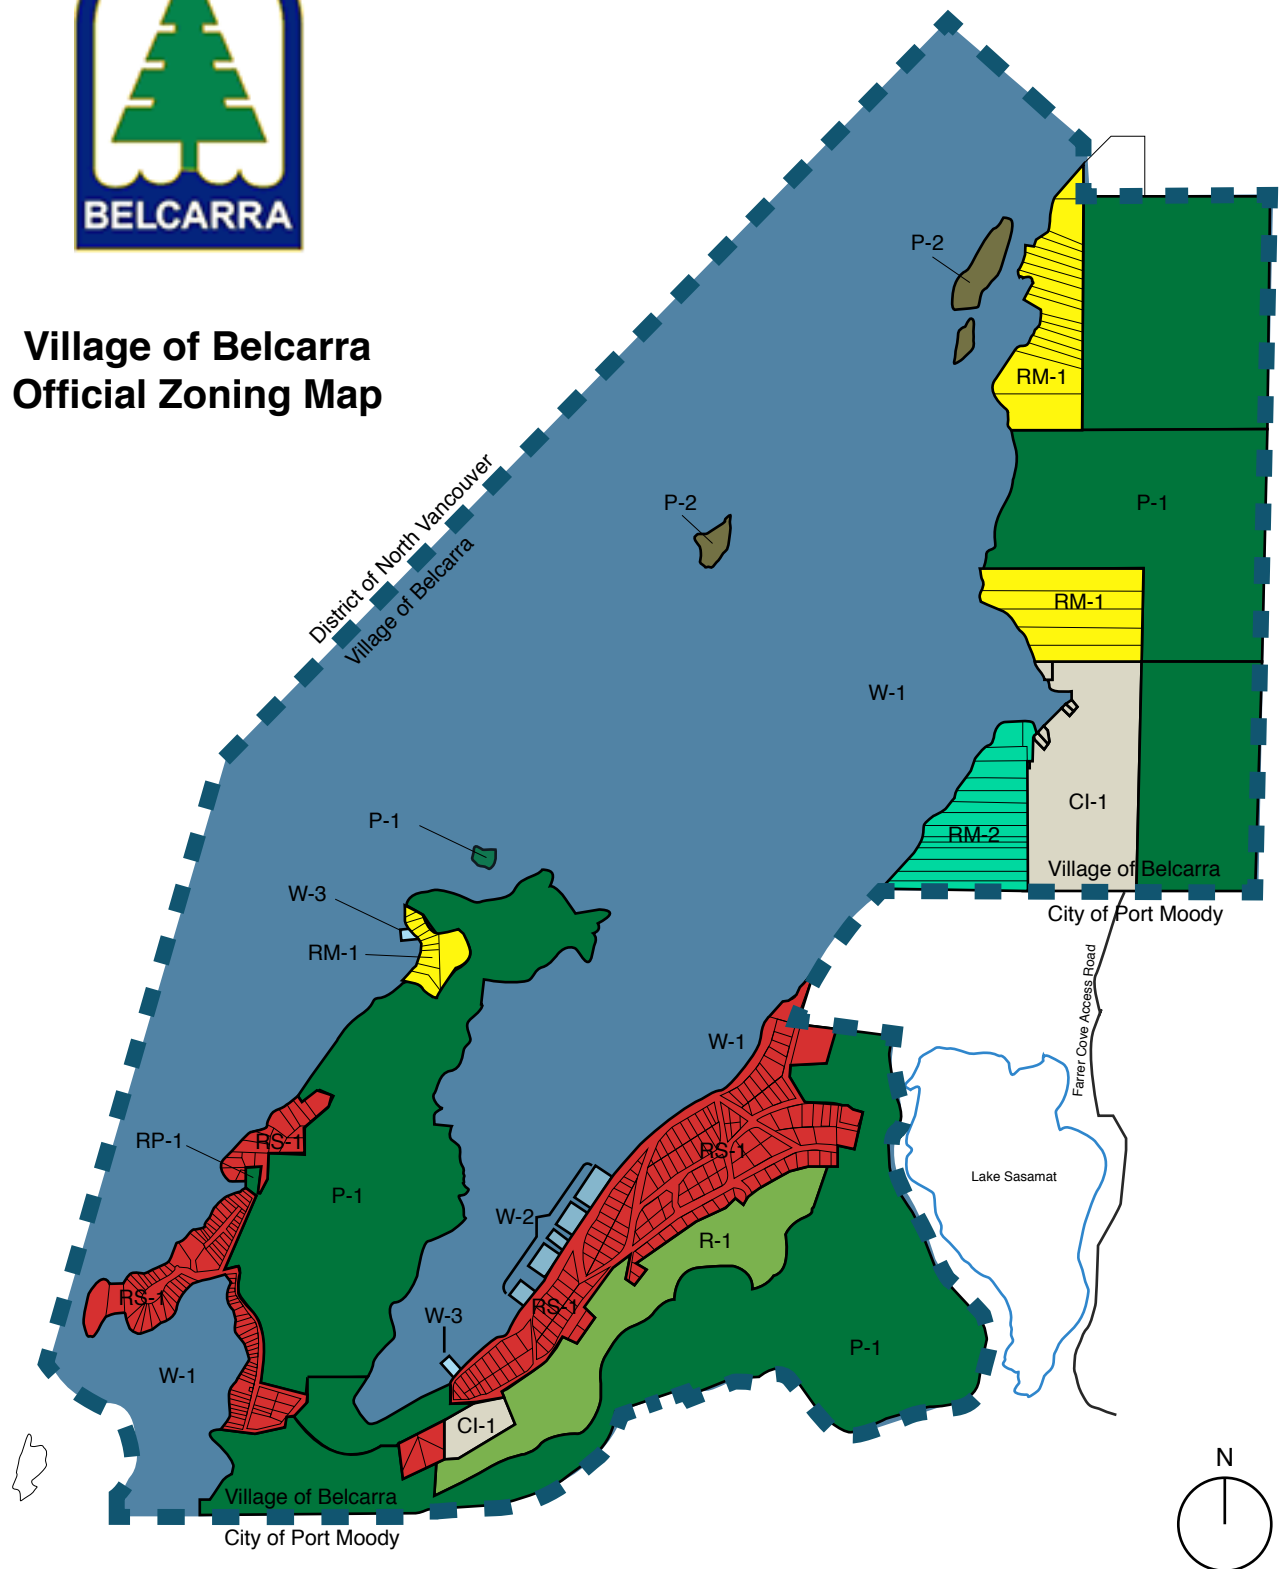 BELCARRA
Village of Belcarra
Official Zoning Map
P-2
RM-1
District of North Vancouver
Village of Belcarra
P-2
P-1
RM-1
W-1
CI-1
P-1
RM-2
Village of Belcarra
W-3
City of Port Moody
RM-1
Farrer Cove Access Road
W-1
RP-1
RS-1
RS-1
Lake Sasamat
P-1
W-2
R-1
RS-1
RS-1
W-3
P-1
W-1
CI-1
N
Village of Belcarra
City of Port Moody